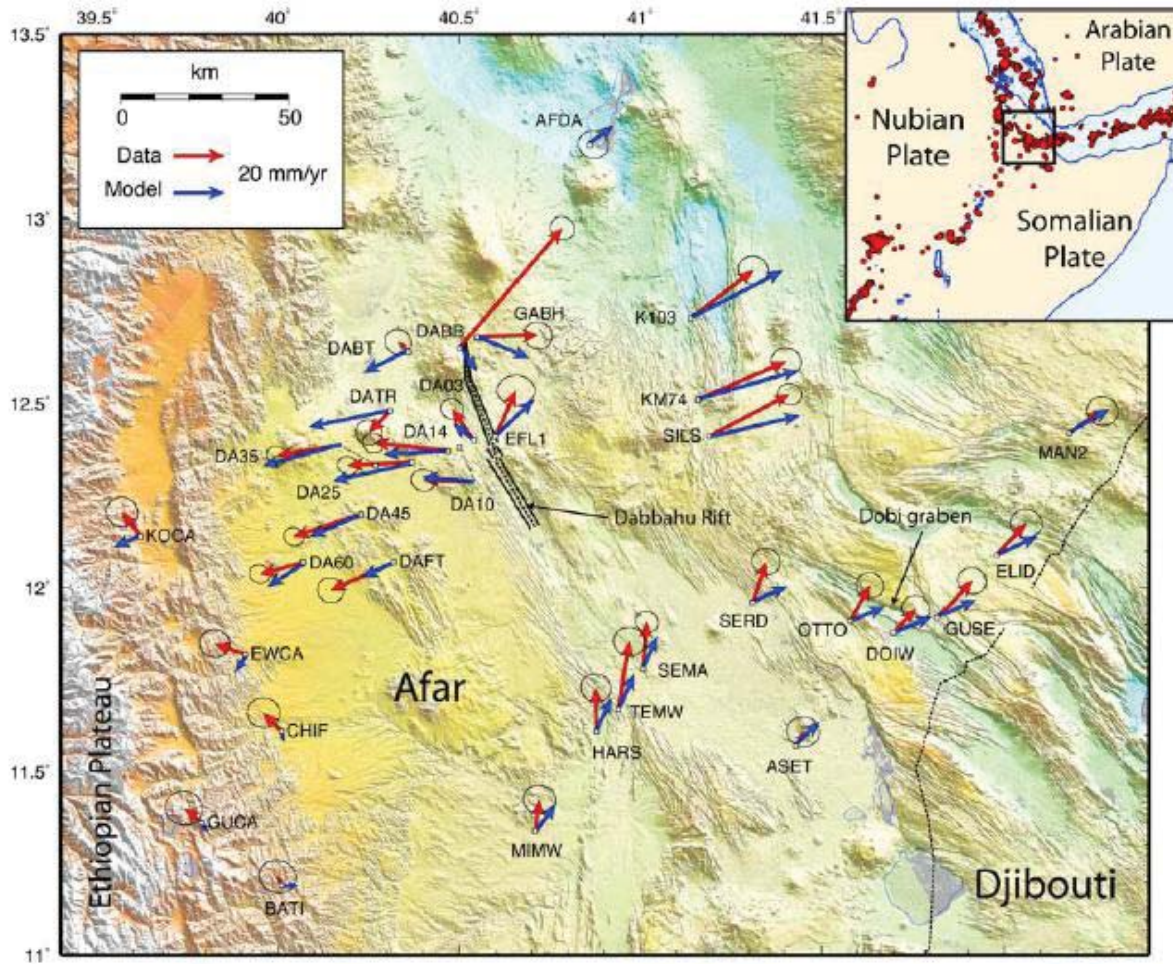 39.5
40
40.5
41
41.5
13.5
13
12.5
12
11.5
11
km
0
50
Data
Model
20 mm/yr
Arabian
Plate
Nubian
Plate
Somalian
Plate
AFDA
K103
GABH
DABB
DABT
DA03
DATR
DA14
EFL1
KM74
SILS
MAN2
DA35
DA25
DA10
Dabbahu Rift
Dobi graben
KOCA
DA45
DA60
DAFT
ELID
SERD
OTTO
DOIW
GUSE
EWCA
SEMA
Afar
TEMW
CHIF
HARS
ASET
GUCA
MIMW
BATI
Djibouti
Ethiopian Plateau